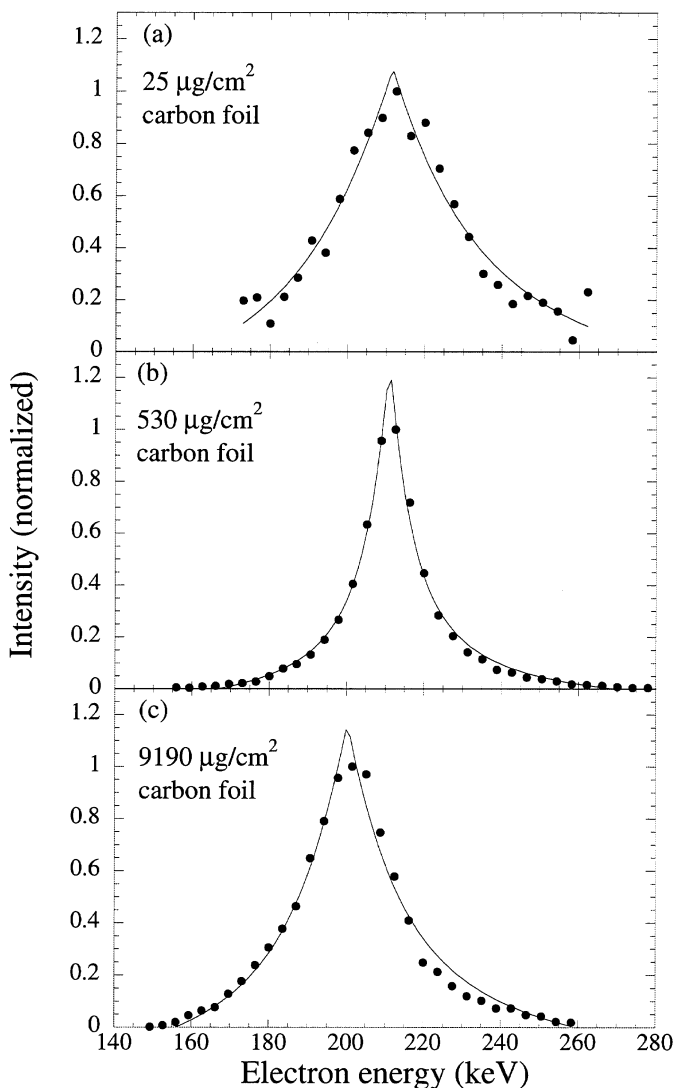 (a)
25 μg/cm²
carbon foil
1.2
1
0.8
0.6
0.4
0.2
0
(b)
530 μg/cm²
carbon foil
1.2
1
0.8
0.6
0.4
0.2
0
(c)
9190 μg/cm²
carbon foil
1.2
1
0.8
0.6
0.4
0.2
0
Intensity (normalized)
140 160 180 200 220 240 260 280
Electron energy (keV)